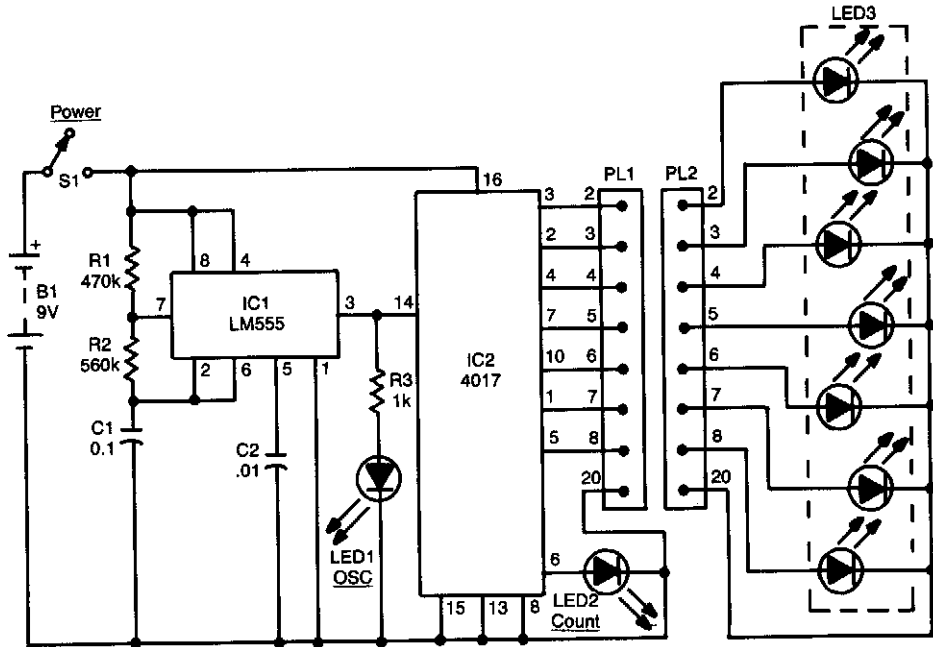 LED3
Power
S1
16
PL1
PL2
3
2
2
2
3
3
4
4
4
7
5
5
10
6
6
1
7
7
5
8
8
20
20
+
B1
9V
R1
470k
8
4
7
IC1
LM555
3
14
R2
560k
2
6
5
1
IC2
4017
R3
1k
C1
0.1
C2
.01
LED1
OSC
6
LED2
Count
15
13
8